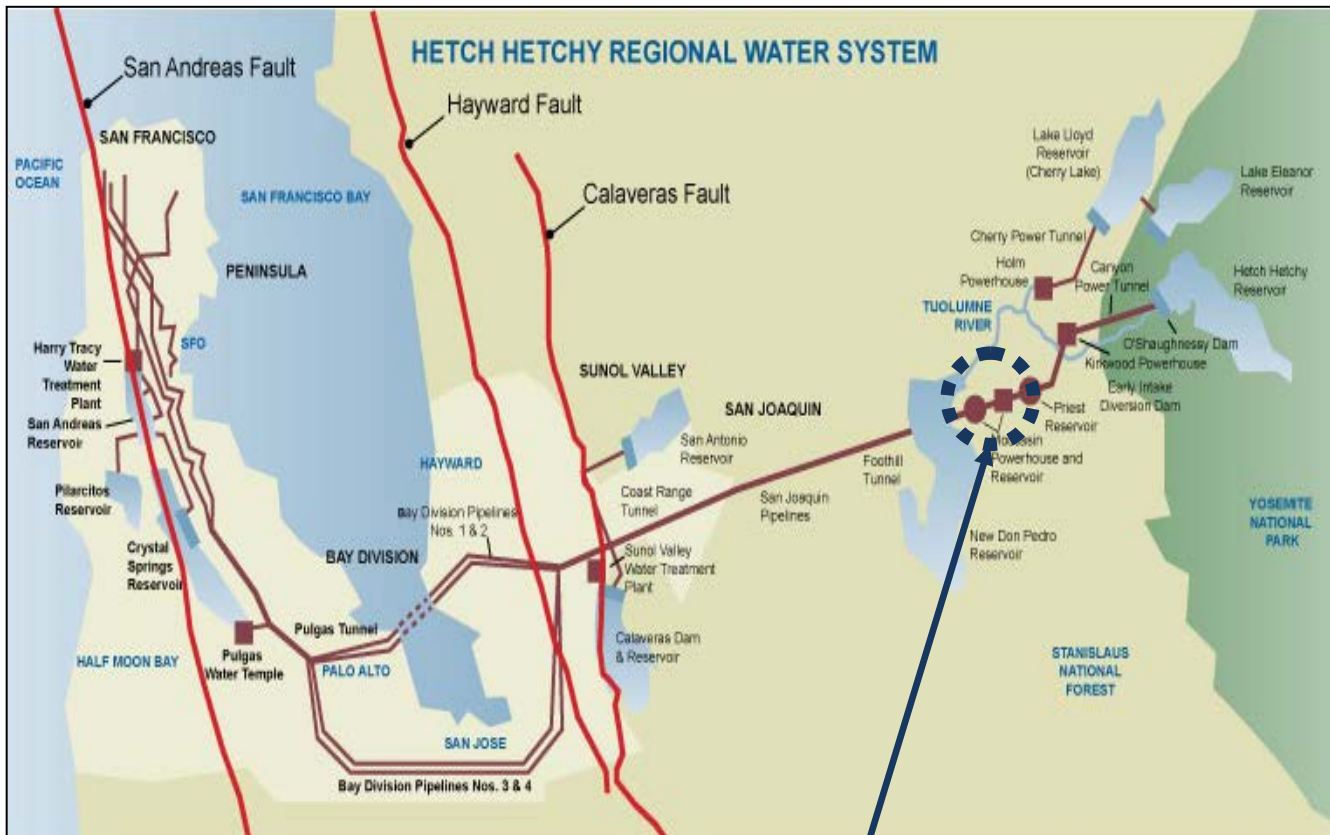 HETCH HETCHY REGIONAL WATER SYSTEM
San Andreas Fault
Hayward Fault
Calaveras Fault
SAN FRANCISCO
PACIFIC
OCEAN
SAN FRANCISCO BAY
PENINSULA
SFO
Harry Tracy
Water
Treatment
Plant
San Andreas
Reservoir
Pilarcitos
Reservoir
Crystal
Springs
Reservoir
HALF MOON BAY
Pulgas
Water Temple
Pulgas Tunnel
PALO ALTO
BAY DIVISION
Bay Division Pipelines
Nos. 1 & 2
HAYWARD
SAN JOSE
Bay Division Pipelines Nos. 3 & 4
SUNOL VALLEY
San Antonio
Reservoir
Coast Range
Tunnel
Sunol Valley
Water Treatment
Plant
Calaveras Dam
& Reservoir
SAN JOAQUIN
San Joaquin
Pipelines
Foothill
Tunnel
New Don Pedro
Reservoir
TUOLUMNE
RIVER
Lake Lloyd
Reservoir
(Cherry Lake)
Lake Eleanor
Reservoir
Cherry Power Tunnel
Holm
Powerhouse
Canyon
Power Tunnel
Hetch Hetchy
Reservoir
O'Shaughnessy Dam
Kirkwood Powerhouse
Early Intake
Diversion Dam
Priest
Reservoir
Moccasin
Powerhouse and
Reservoir
YOSEMITE
NATIONAL
PARK
STANISLAUS
NATIONAL
FOREST